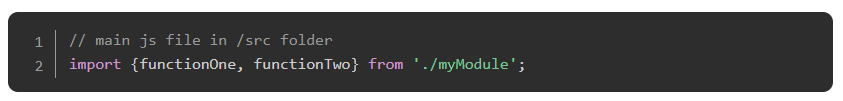 1 // main js file in /src folder
2 import {functionOne, functionTwo} from './myModule';